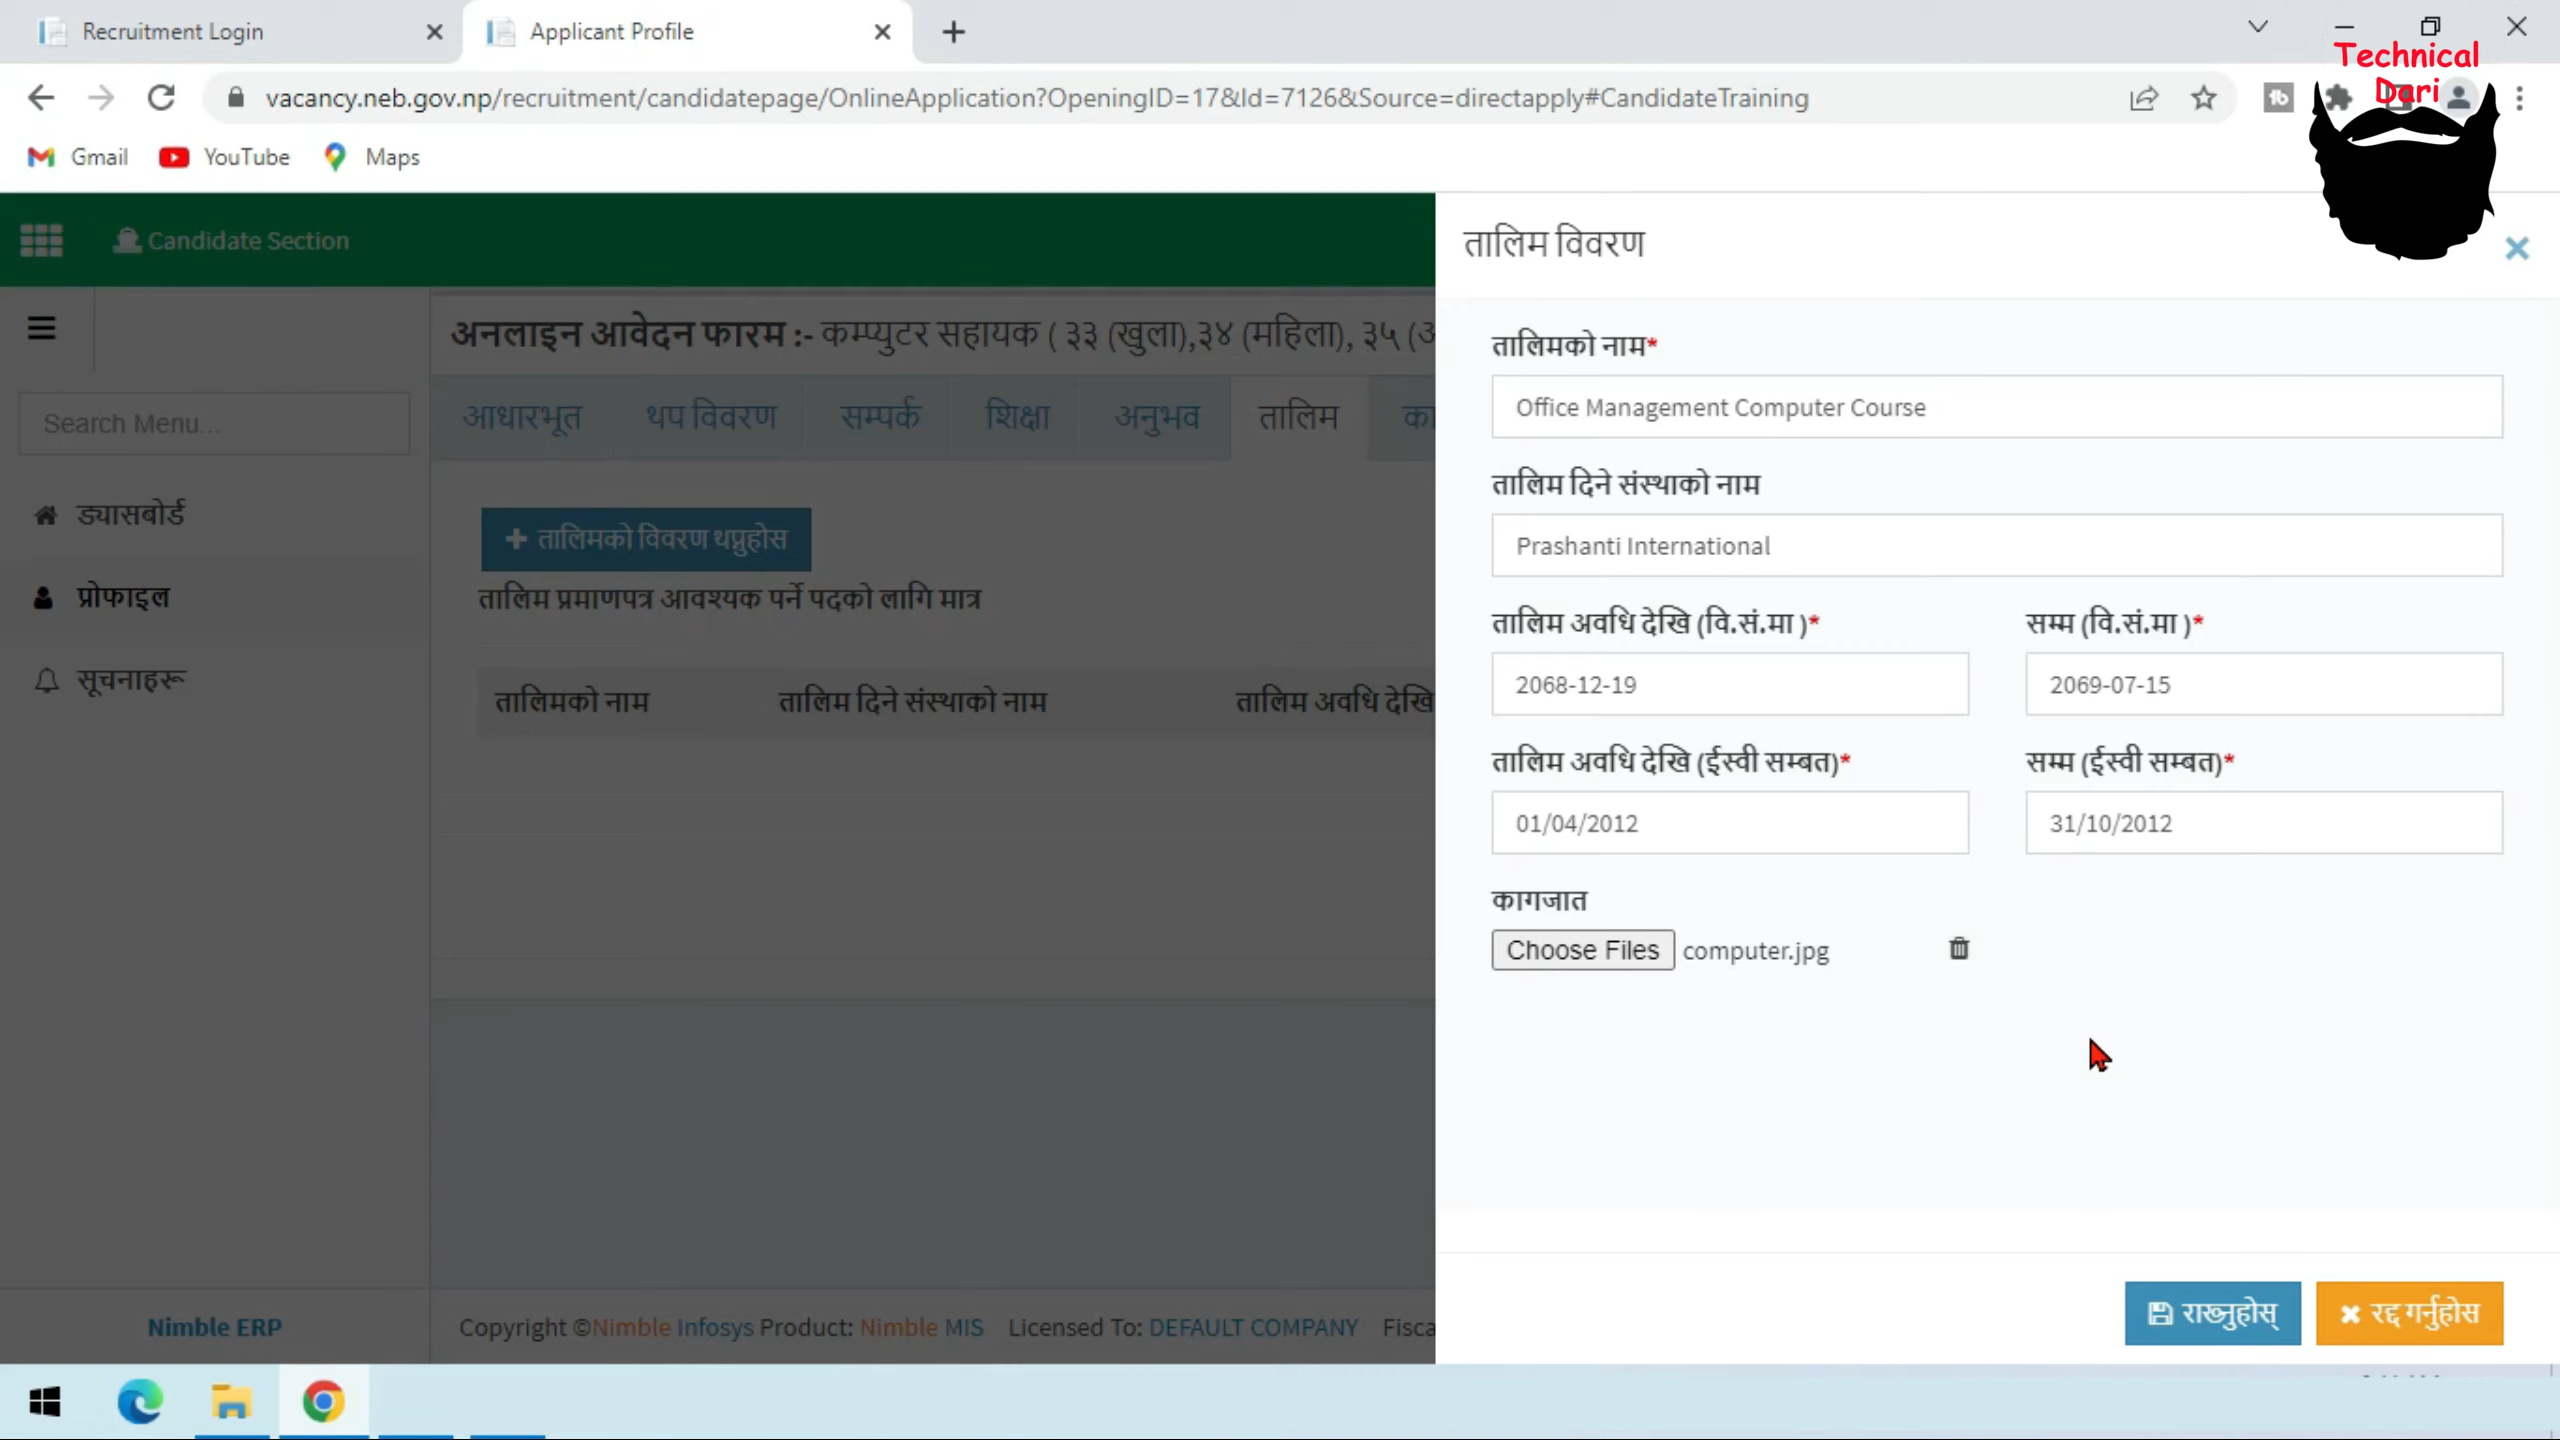 Recruitment Login
Applicant Profile
Technical
Dari
vacancy.neb.gov.np/recruitment/candidatepage/OnlineApplication?OpeningID=17&Id=7126&Source=directapply#CandidateTraining
Gmail YouTube Maps
Candidate Section
तालिम विवरण
अनलाइन आवेदन फारम :- कम्प्युटर सहायक ( ३३ (खुला),३४ (महिला), ३५ (
Search Menu...
आधारभूत थप विवरण सम्पर्क शिक्षा अनुभव तालिम
ड्यासबोर्ड
प्रोफाइल
सूचनाहरू
तालिमको विवरण थप्नुहोस
तालिम प्रमाणपत्र आवश्यक पर्ने पदको लागि मात्र
तालिमको नाम तालिम दिने संस्थाको नाम तालिम अवधि देखि
तालिमको नाम*
Office Management Computer Course
तालिम दिने संस्थाको नाम
Prashanti International
तालिम अवधि देखि (वि.सं.मा )* सम्म (वि.सं.मा )*
2068-12-19 2069-07-15
तालिम अवधि देखि (ईस्वी सम्बत)* सम्म (ईस्वी सम्बत)*
01/04/2012 31/10/2012
कागजात
Choose Files computer.jpg
राख्नुहोस् रद्द गर्नुहोस
Nimble ERP
Copyright ©Nimble Infosys Product: Nimble MIS Licensed To: DEFAULT COMPANY Fisca